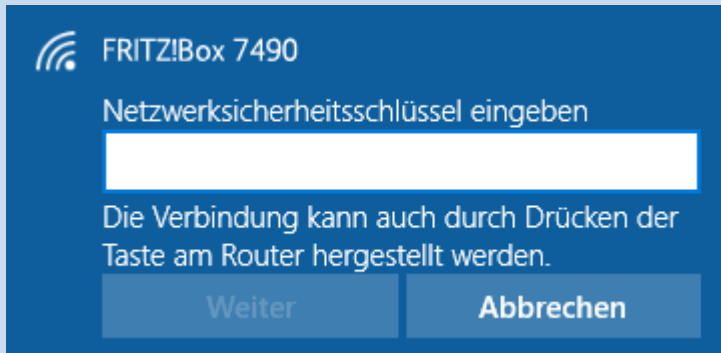 FRITZ!Box 7490
Netzwerksicherheitsschlüssel eingeben
Die Verbindung kann auch durch Drücken der
Taste am Router hergestellt werden.
Weiter
Abbrechen